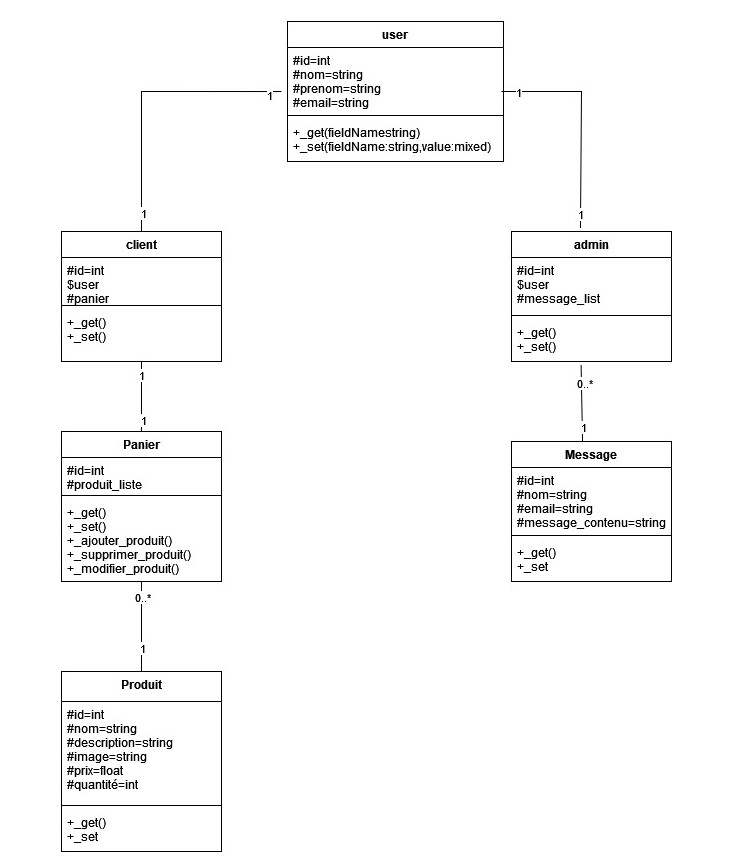 user
#id=int
#nom=string
#prenom=string
#email=string
+_get(fieldNamestring)
+_set(fieldName:string,value:mixed)
1
1
1
1
client
#id=int
$user
#panier
+_get()
+_set()
admin
#id=int
$user
#message_list
+_get()
+_set()
1
0..*
1
1
Panier
#id=int
#produit_liste
+_get()
+_set()
+_ajouter_produit()
+_supprimer_produit()
+_modifier_produit()
Message
#id=int
#nom=string
#email=string
#message_contenu=string
+_get()
+_set
0..*
1
Produit
#id=int
#nom=string
#description=string
#image=string
#prix=float
#quantité=int
+_get()
+_set